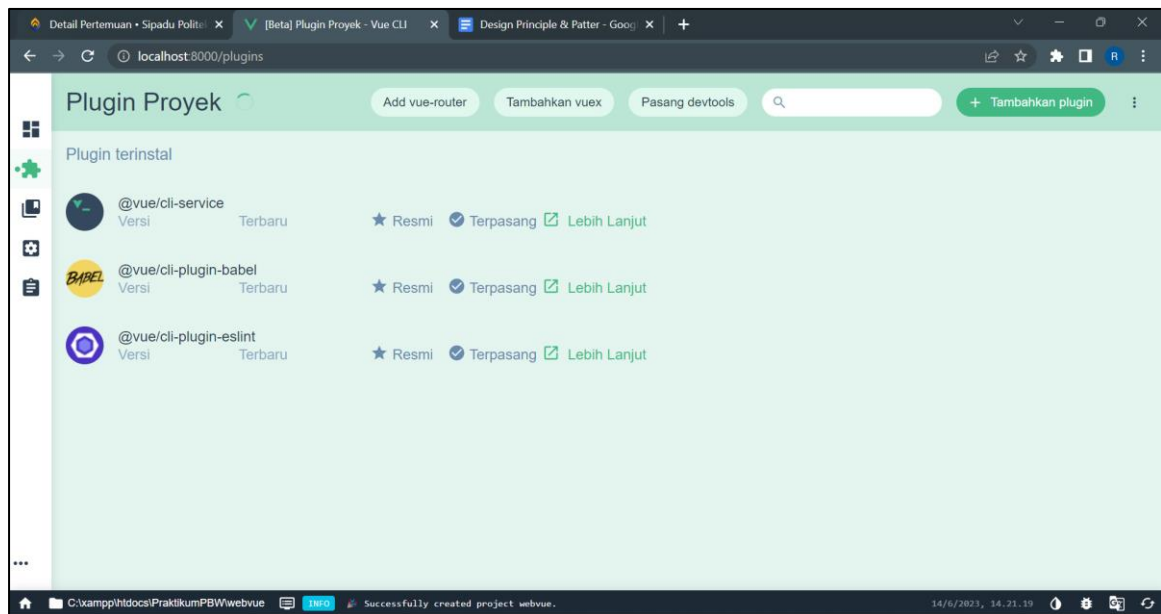 Detail Pertemuan • Sipadu Polite
[Beta] Plugin Proyek - Vue CLI
Design Principle & Patter - Goog
localhost:8000/plugins
R
Plugin Proyek
Add vue-router
Tambahkan vuex
Pasang devtools
+ Tambahkan plugin
Plugin terinstal
@vue/cli-service
Versi Terbaru Resmi Terpasang Lebih Lanjut
BABEL
@vue/cli-plugin-babel
Versi Terbaru Resmi Terpasang Lebih Lanjut
@vue/cli-plugin-eslint
Versi Terbaru Resmi Terpasang Lebih Lanjut
C:\xampp\htdocs\PraktikumPBW\webvue INFO 🎉 Successfully created project webvue. 14/6/2023, 14.21.19